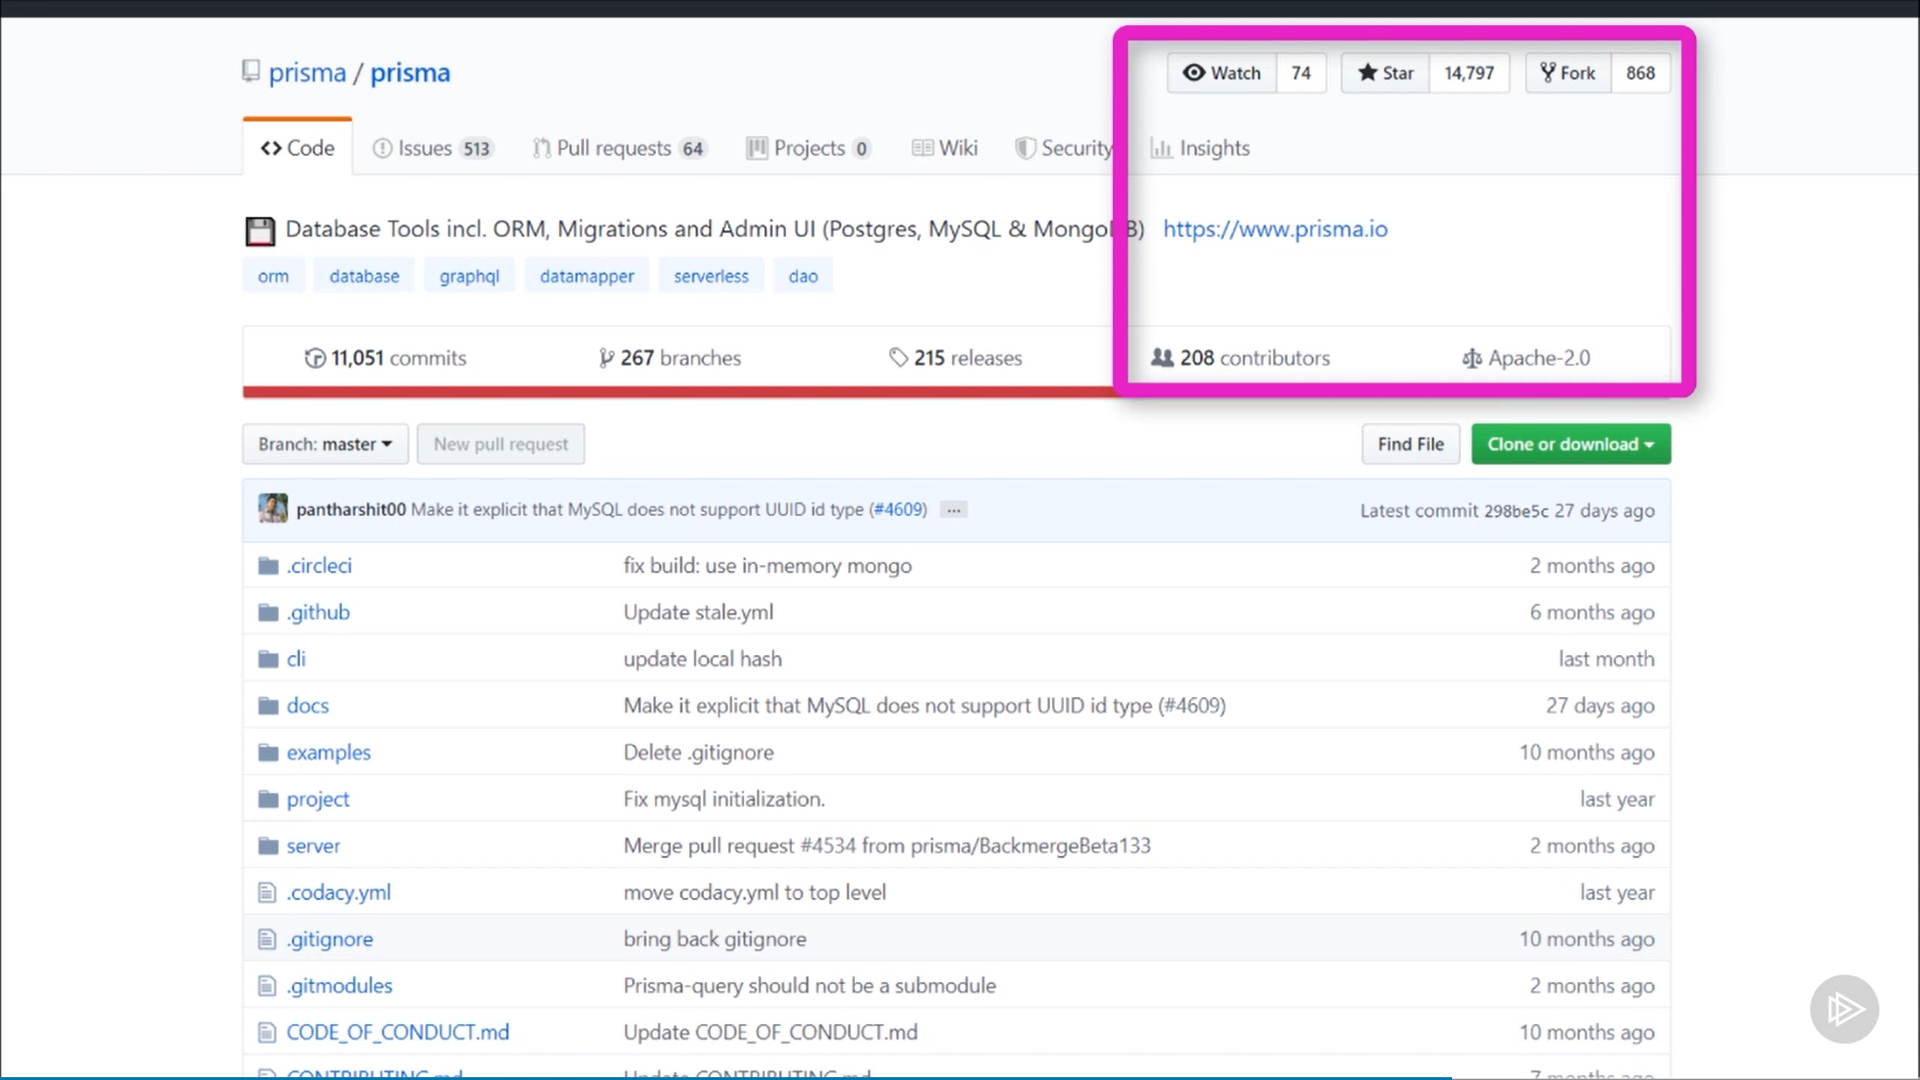 prisma / prisma
Watch 74 Star 14,797 Fork 868
Code Issues 513 Pull requests 64 Projects 0 Wiki Security Insights
Database Tools incl. ORM, Migrations and Admin UI (Postgres, MySQL & MongoDB) https://www.prisma.io
orm database graphql datamapper serverless dao
11,051 commits 267 branches 215 releases 208 contributors Apache-2.0
Branch: master New pull request Find File Clone or download
pantharshit00 Make it explicit that MySQL does not support UUID id type (#4609) ... Latest commit 298be5c 27 days ago
.circleci fix build: use in-memory mongo 2 months ago
.github Update stale.yml 6 months ago
cli update local hash last month
docs Make it explicit that MySQL does not support UUID id type (#4609) 27 days ago
examples Delete .gitignore 10 months ago
project Fix mysql initialization. last year
server Merge pull request #4534 from prisma/BackmergeBeta133 2 months ago
.codacy.yml move codacy.yml to top level last year
.gitignore bring back gitignore 10 months ago
.gitmodules Prisma-query should not be a submodule 2 months ago
CODE_OF_CONDUCT.md Update CODE_OF_CONDUCT.md 10 months ago
CONTRIBUTING.md Update CONTRIBUTING.md 7 months ago